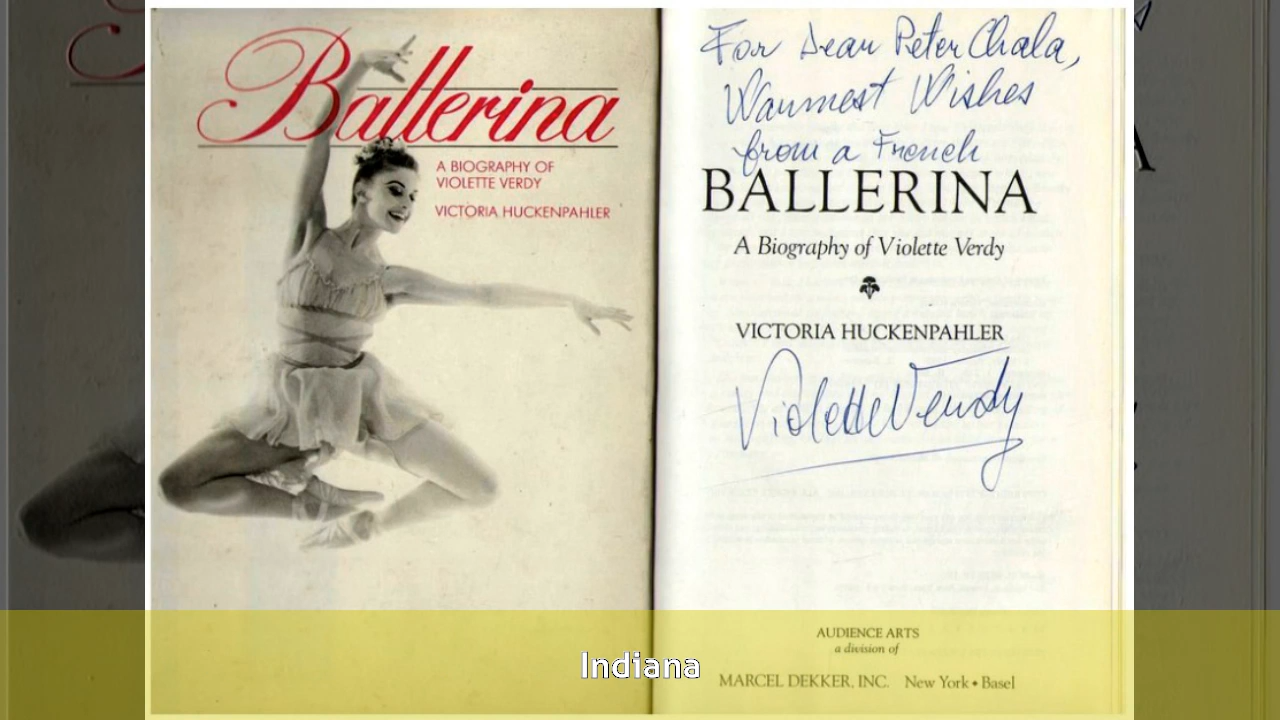 Ballerina
A BIOGRAPHY OF
VIOLETTE VERDY
VICTORIA HUCKENPAHLER
For Dear Peter Chala,
Warmest Wishes
from a French
BALLERINA
A Biography of Violette Verdy
VICTORIA HUCKENPAHLER
Violette Verdy
AUDIENCE ARTS
a division of
MARCEL DEKKER, INC. New York • Basel
Indiana